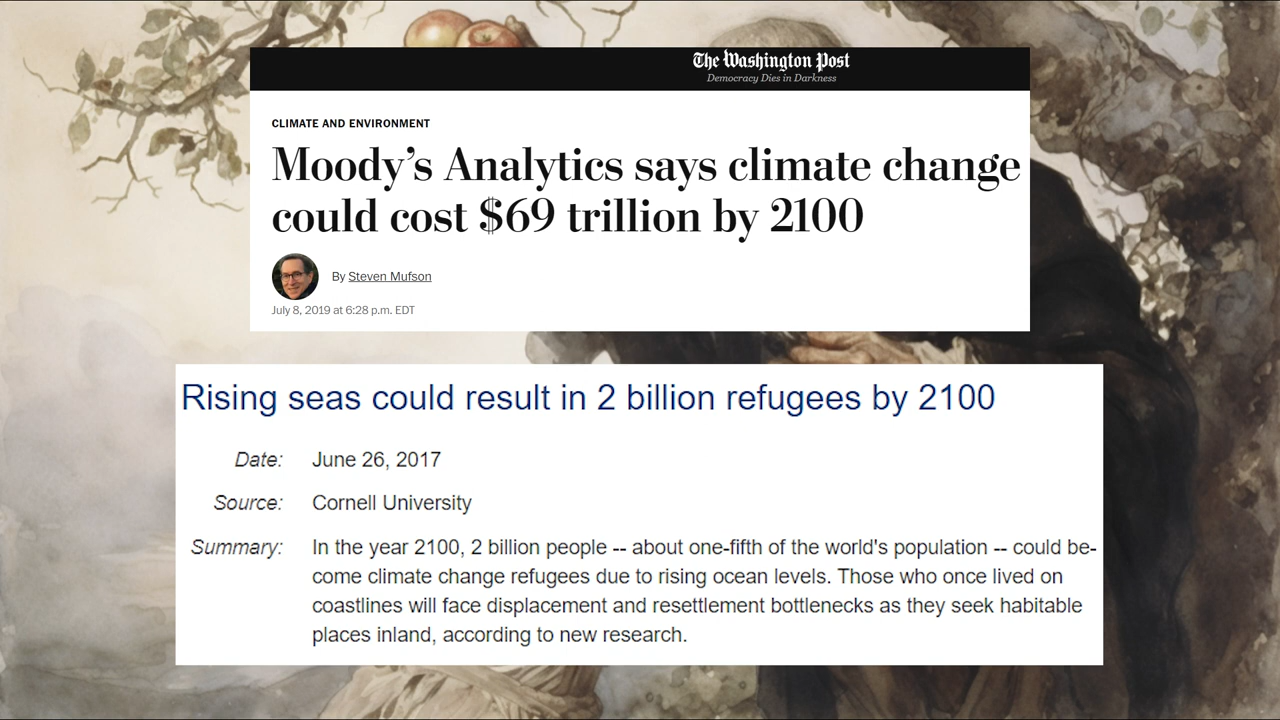 The Washington Post
Democracy Dies in Darkness
CLIMATE AND ENVIRONMENT
Moody’s Analytics says climate change
could cost $69 trillion by 2100
By Steven Mufson
July 8, 2019 at 6:28 p.m. EDT
Rising seas could result in 2 billion refugees by 2100
Date: June 26, 2017
Source: Cornell University
Summary: In the year 2100, 2 billion people -- about one-fifth of the world's population -- could be-
come climate change refugees due to rising ocean levels. Those who once lived on
coastlines will face displacement and resettlement bottlenecks as they seek habitable
places inland, according to new research.